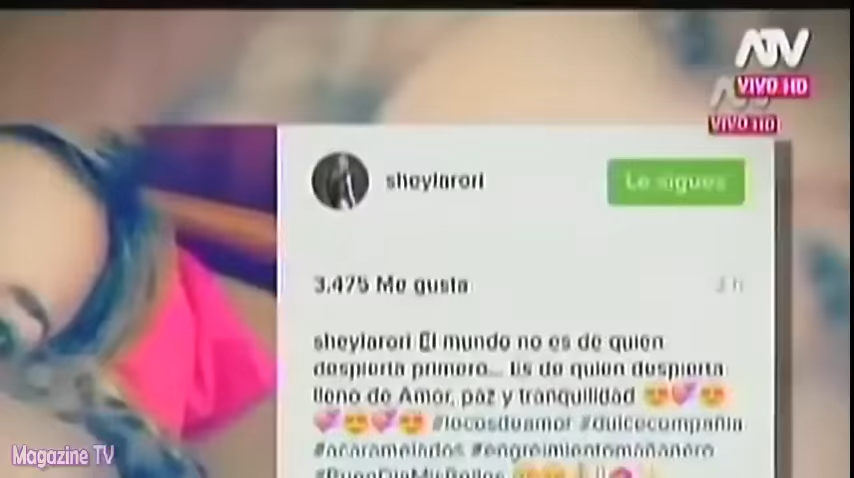 ATV
VIVO HD
VIVO HD
sheylarori
Le sigues
3.475 Me gusta
sheylarori El mundo no es de quien
despierta primero... Es de quien despierta
lleno de Amor, paz y tranquilidad 😍💞😍
💞😍💞😍 #locosdeamor #dulcecompañia
#acaramelados #engreimientomañanero
Magazine TV